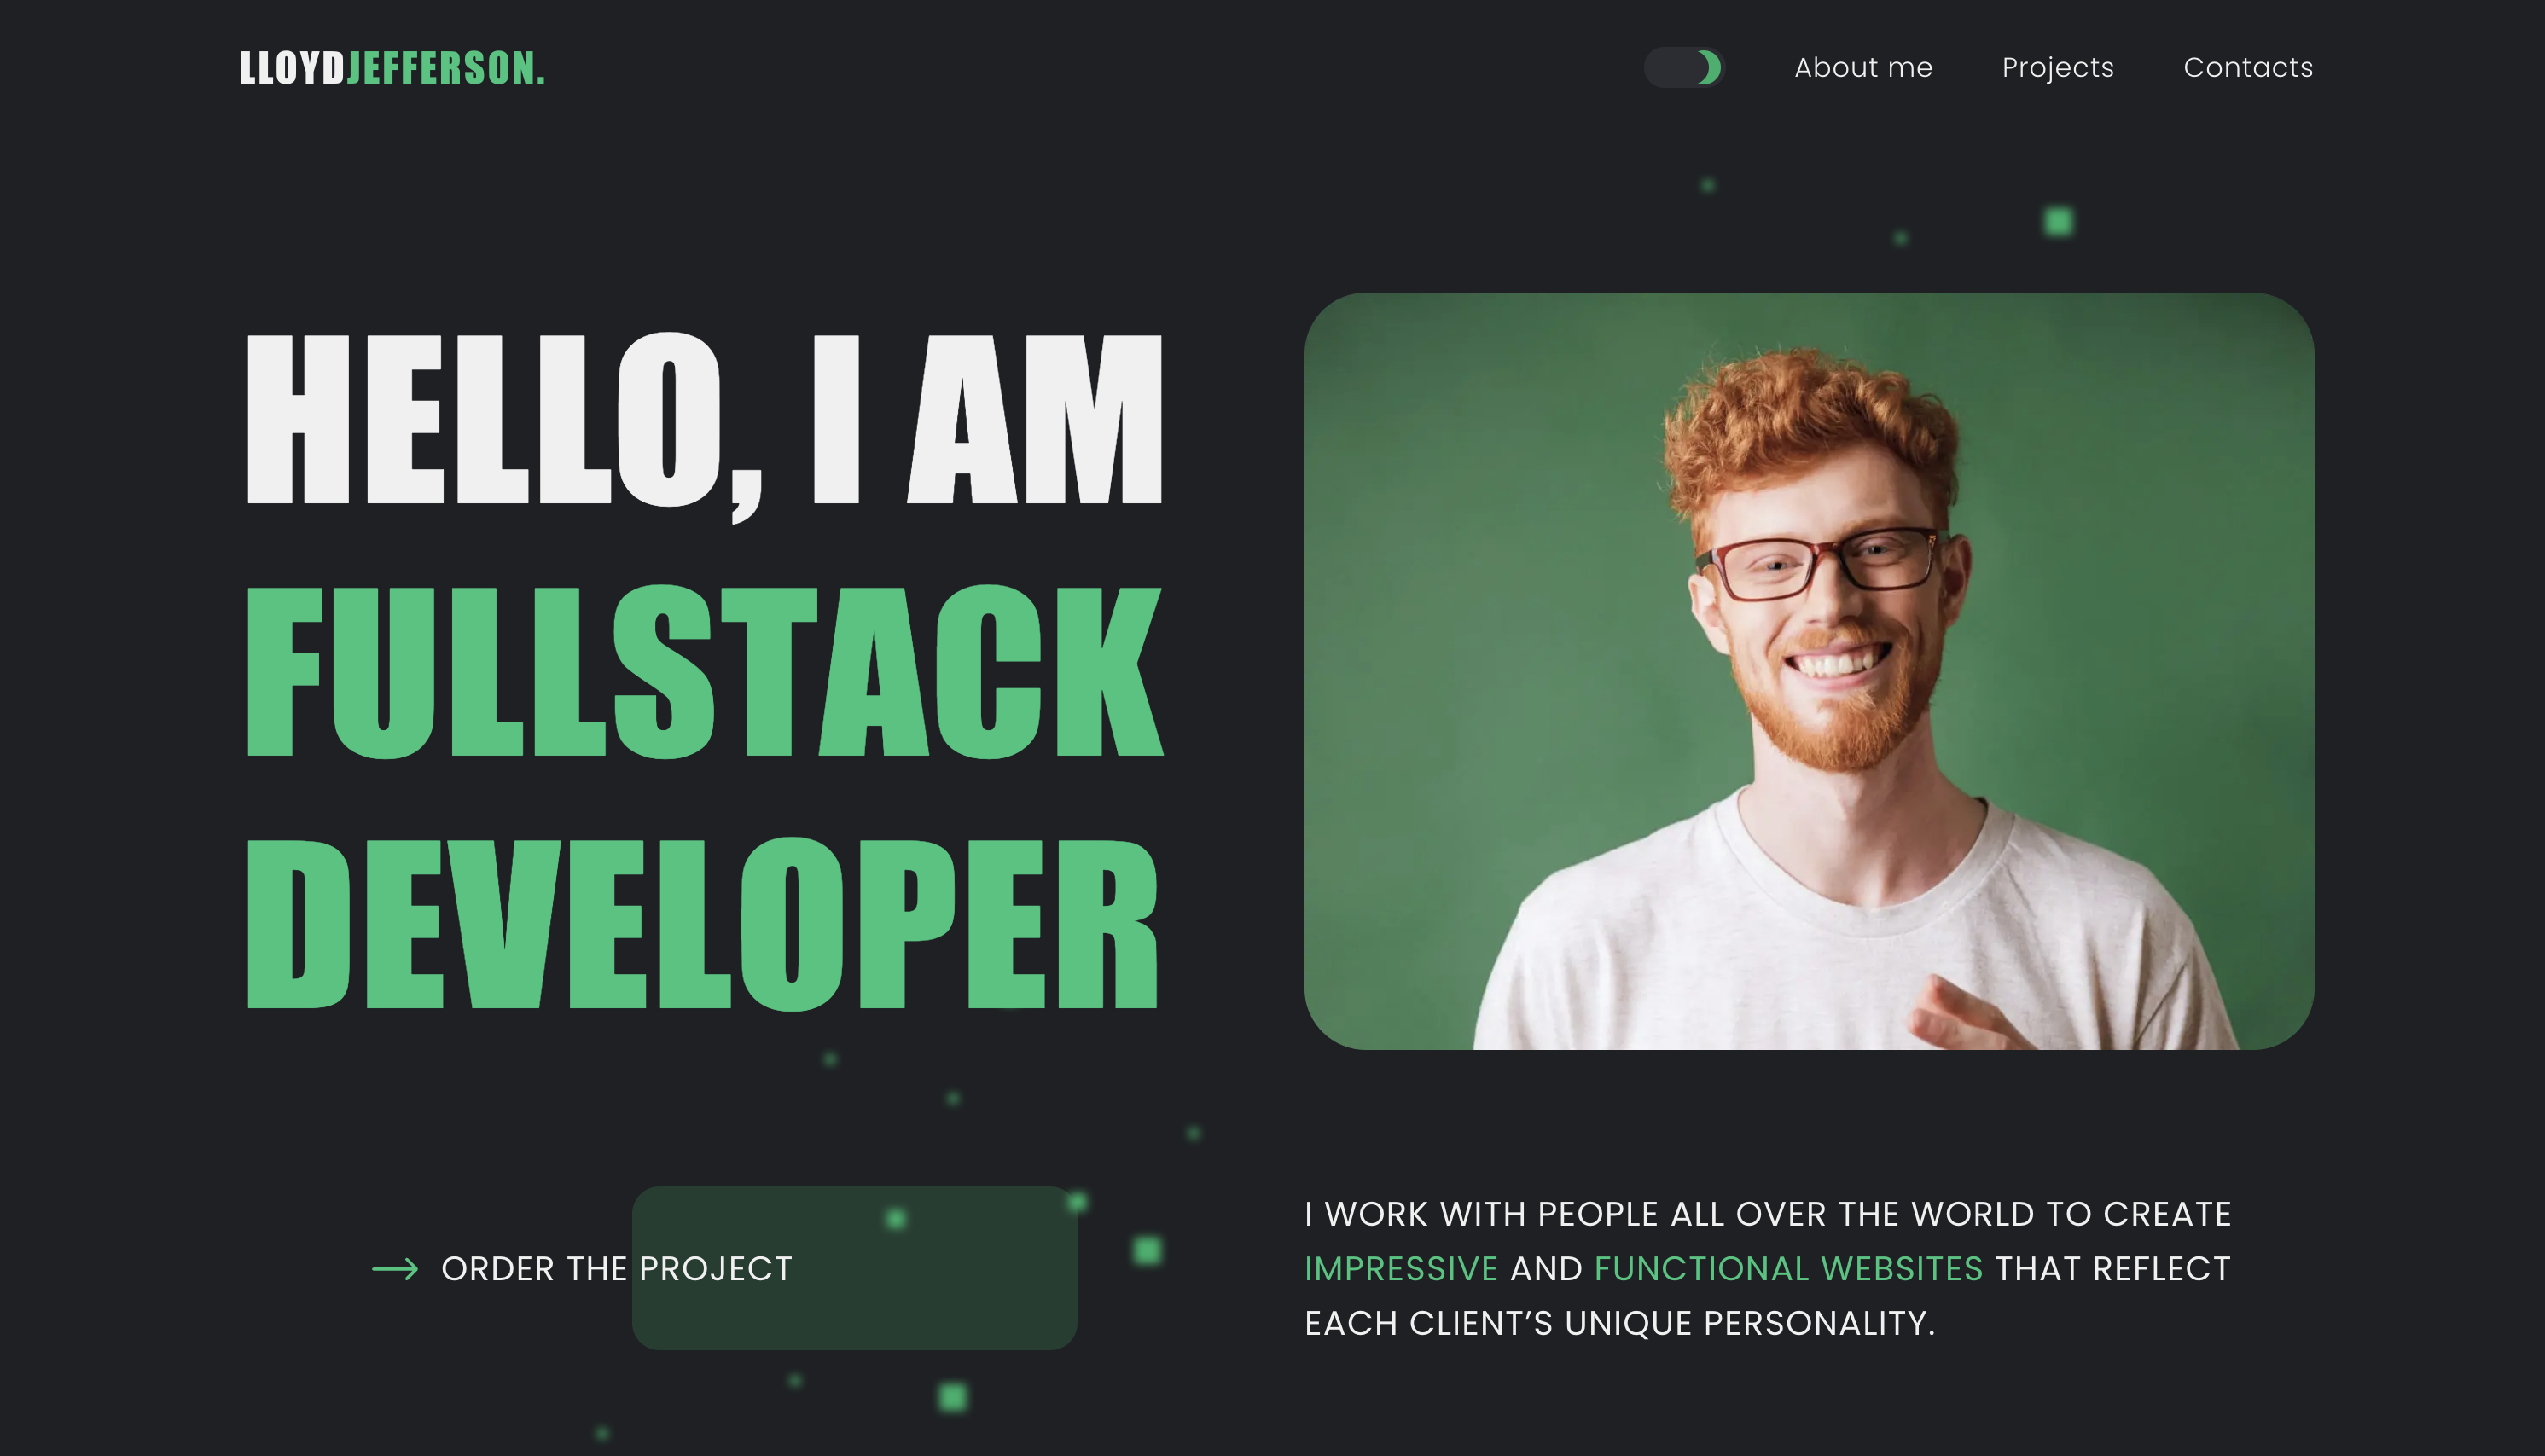 LLOYDJEFFERSON.
About me
Projects
Contacts
HELLO, I AM
FULLSTACK
DEVELOPER
ORDER THE PROJECT
I WORK WITH PEOPLE ALL OVER THE WORLD TO CREATE
IMPRESSIVE AND FUNCTIONAL WEBSITES THAT REFLECT
EACH CLIENT’S UNIQUE PERSONALITY.